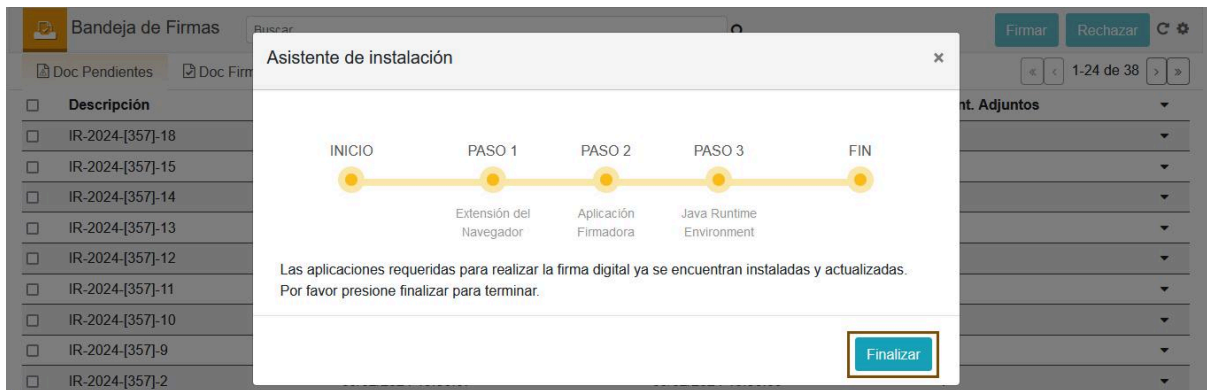 Bandeja de Firmas
Buscar
Firmar
Rechazar
Doc Pendientes
Doc Firm
1-24 de 38
Descripción
nt. Adjuntos
IR-2024-[357]-18
IR-2024-[357]-15
IR-2024-[357]-14
IR-2024-[357]-13
IR-2024-[357]-12
IR-2024-[357]-11
IR-2024-[357]-10
IR-2024-[357]-9
IR-2024-[357]-2
Asistente de instalación
×
INICIO
PASO 1
PASO 2
PASO 3
FIN
Extensión del
Navegador
Aplicación
Firmadora
Java Runtime
Environment
Las aplicaciones requeridas para realizar la firma digital ya se encuentran instaladas y actualizadas.
Por favor presione finalizar para terminar.
Finalizar